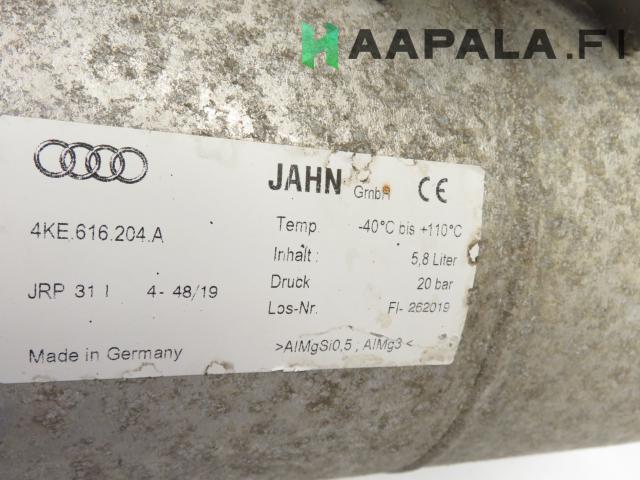 HAAPALA.FI
JAHN GmbH CE
4KE.616.204.A
Temp. -40°C bis +110°C
Inhalt : 5,8 Liter
JRP 31 I 4- 48/19
Druck 20 bar
Los-Nr. FI- 262019
Made in Germany
>AlMgSi0,5 ; AlMg3<